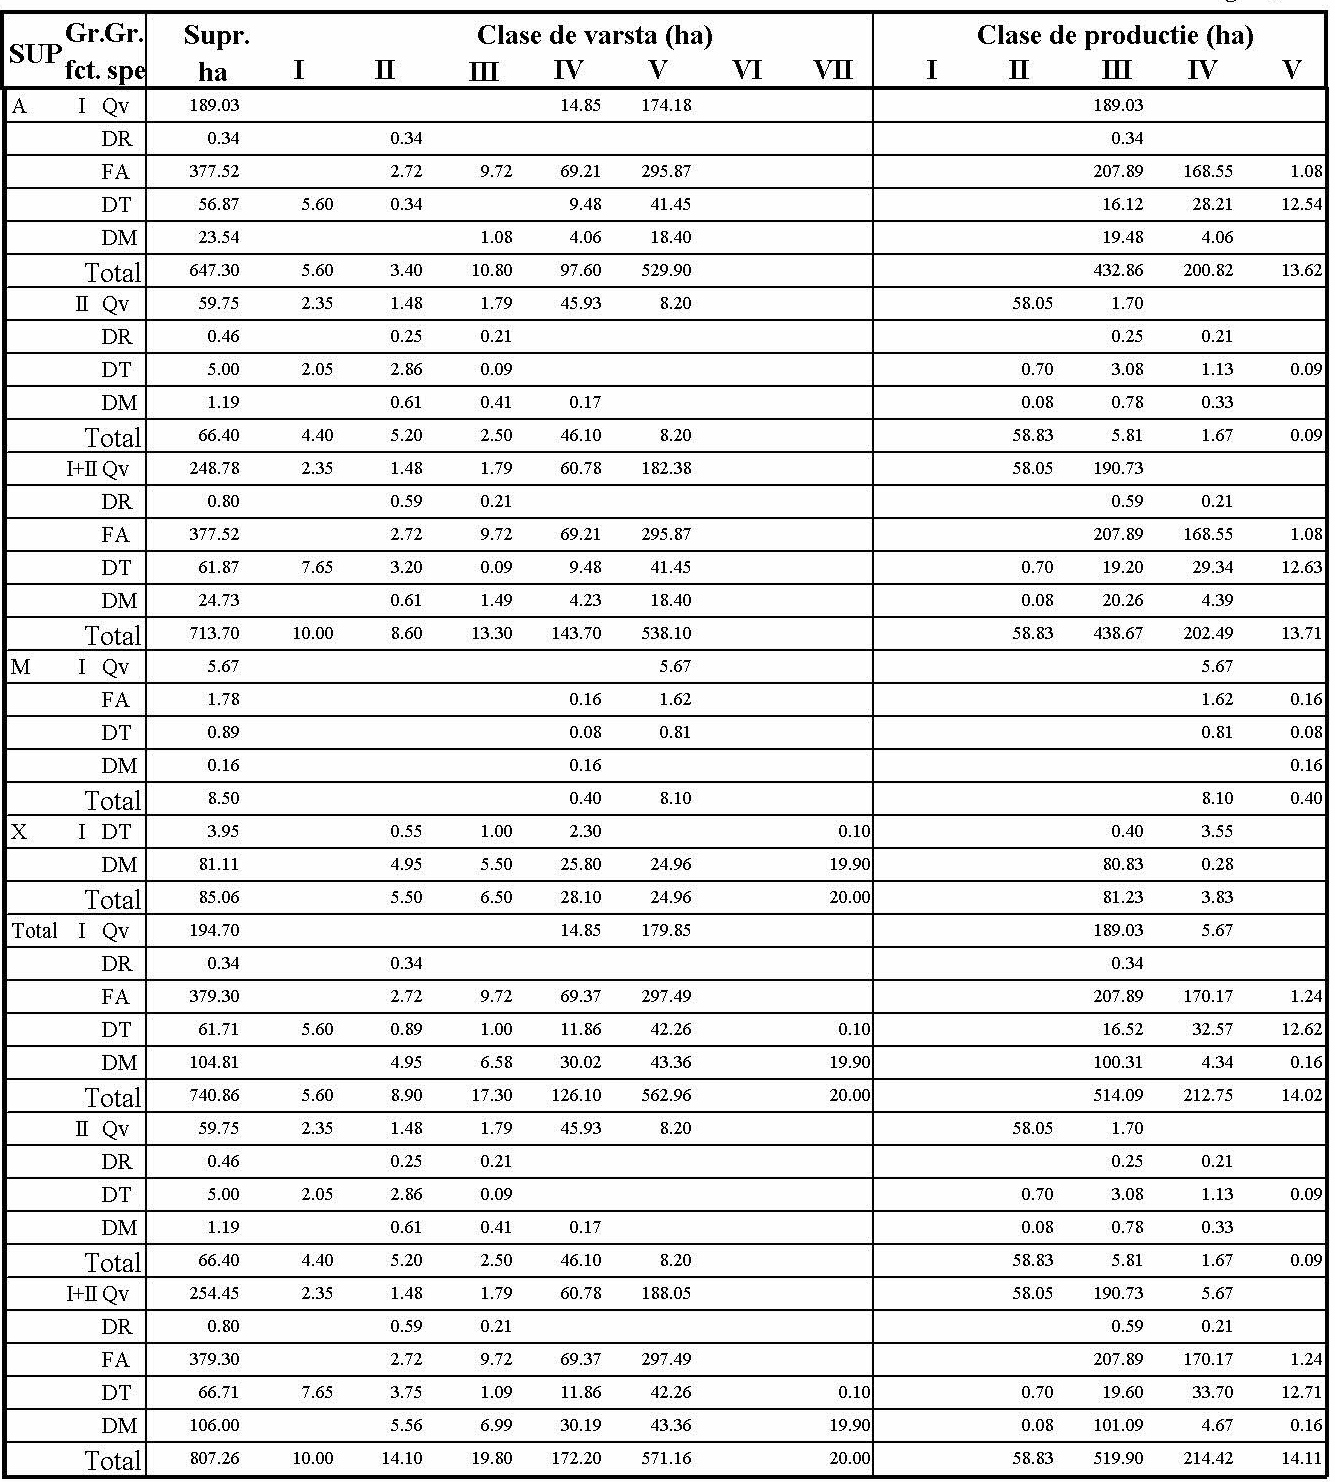 SUP Gr.Gr. fct. spe Supr. ha Clase de varsta (ha) Clase de productie (ha)
I II III IV V VI VII I II III IV V
A I Qv 189.03 14.85 174.18 189.03
DR 0.34 0.34 0.34
FA 377.52 2.72 9.72 69.21 295.87 207.89 168.55 1.08
DT 56.87 5.60 0.34 9.48 41.45 16.12 28.21 12.54
DM 23.54 1.08 4.06 18.40 19.48 4.06
Total 647.30 5.60 3.40 10.80 97.60 529.90 432.86 200.82 13.62
II Qv 59.75 2.35 1.48 1.79 45.93 8.20 58.05 1.70
DR 0.46 0.25 0.21 0.25 0.21
DT 5.00 2.05 2.86 0.09 0.70 3.08 1.13 0.09
DM 1.19 0.61 0.41 0.17 0.08 0.78 0.33
Total 66.40 4.40 5.20 2.50 46.10 8.20 58.83 5.81 1.67 0.09
I+II Qv 248.78 2.35 1.48 1.79 60.78 182.38 58.05 190.73
DR 0.80 0.59 0.21 0.59 0.21
FA 377.52 2.72 9.72 69.21 295.87 207.89 168.55 1.08
DT 61.87 7.65 3.20 0.09 9.48 41.45 0.70 19.20 29.34 12.63
DM 24.73 0.61 1.49 4.23 18.40 0.08 20.26 4.39
Total 713.70 10.00 8.60 13.30 143.70 538.10 58.83 438.67 202.49 13.71
M I Qv 5.67 5.67 5.67
FA 1.78 0.16 1.62 1.62 0.16
DT 0.89 0.08 0.81 0.81 0.08
DM 0.16 0.16 0.16
Total 8.50 0.40 8.10 8.10 0.40
X I DT 3.95 0.55 1.00 2.30 0.10 0.40 3.55
DM 81.11 4.95 5.50 25.80 24.96 19.90 80.83 0.28
Total 85.06 5.50 6.50 28.10 24.96 20.00 81.23 3.83
Total I Qv 194.70 14.85 179.85 189.03 5.67
DR 0.34 0.34 0.34
FA 379.30 2.72 9.72 69.37 297.49 207.89 170.17 1.24
DT 61.71 5.60 0.89 1.00 11.86 42.26 0.10 16.52 32.57 12.62
DM 104.81 4.95 6.58 30.02 43.36 19.90 100.31 4.34 0.16
Total 740.86 5.60 8.90 17.30 126.10 562.96 20.00 514.09 212.75 14.02
II Qv 59.75 2.35 1.48 1.79 45.93 8.20 58.05 1.70
DR 0.46 0.25 0.21 0.25 0.21
DT 5.00 2.05 2.86 0.09 0.70 3.08 1.13 0.09
DM 1.19 0.61 0.41 0.17 0.08 0.78 0.33
Total 66.40 4.40 5.20 2.50 46.10 8.20 58.83 5.81 1.67 0.09
I+II Qv 254.45 2.35 1.48 1.79 60.78 188.05 58.05 190.73 5.67
DR 0.80 0.59 0.21 0.59 0.21
FA 379.30 2.72 9.72 69.37 297.49 207.89 170.17 1.24
DT 66.71 7.65 3.75 1.09 11.86 42.26 0.10 0.70 19.60 33.70 12.71
DM 106.00 5.56 6.99 30.19 43.36 19.90 0.08 101.09 4.67 0.16
Total 807.26 10.00 14.10 19.80 172.20 571.16 20.00 58.83 519.90 214.42 14.11